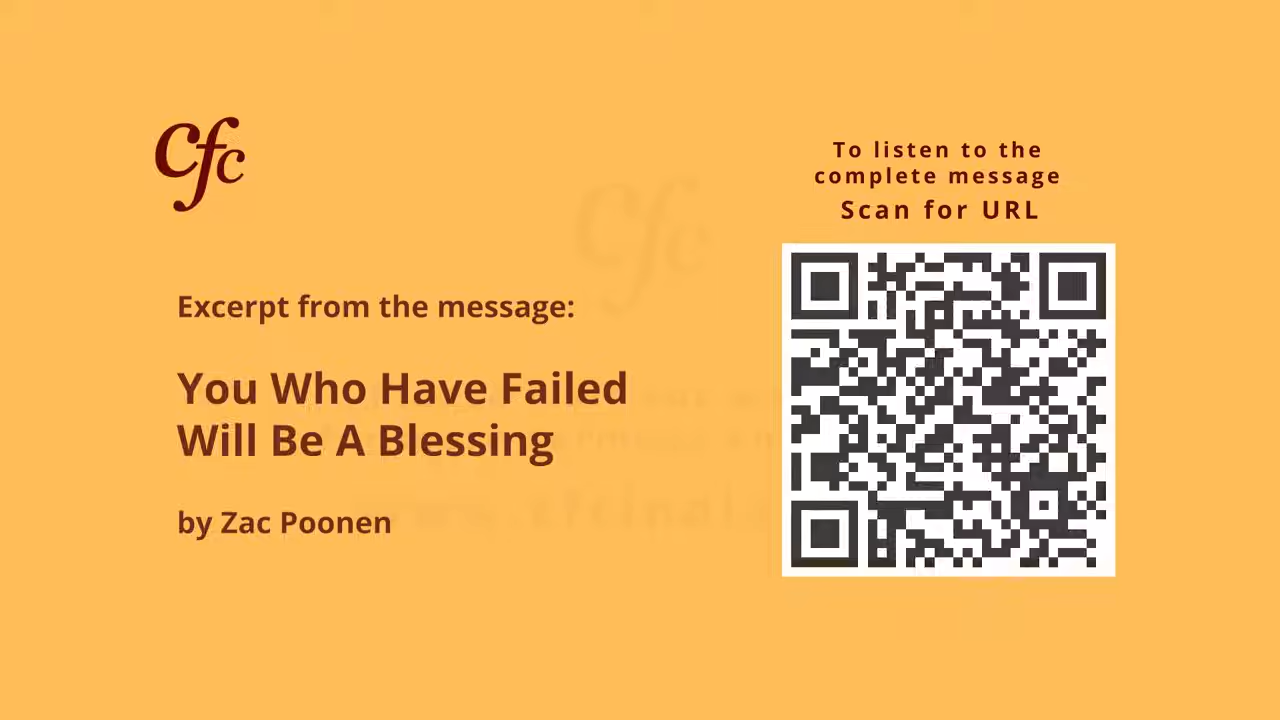 cfc
Excerpt from the message:
You Who Have Failed
Will Be A Blessing
by Zac Poonen
To listen to the
complete message
Scan for URL